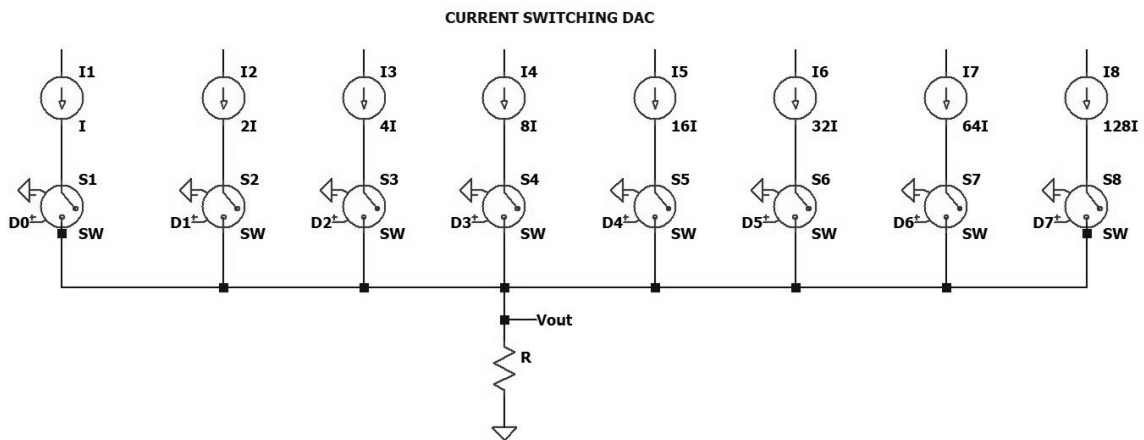 CURRENT SWITCHING DAC
I1 I2 I3 I4 I5 I6 I7 I8
I 2I 4I 8I 16I 32I 64I 128I
S1 S2 S3 S4 S5 S6 S7 S8
D0 + D1 + D2 + D3 + D4 + D5 + D6 + D7 +
SW SW SW SW SW SW SW SW
Vout
R